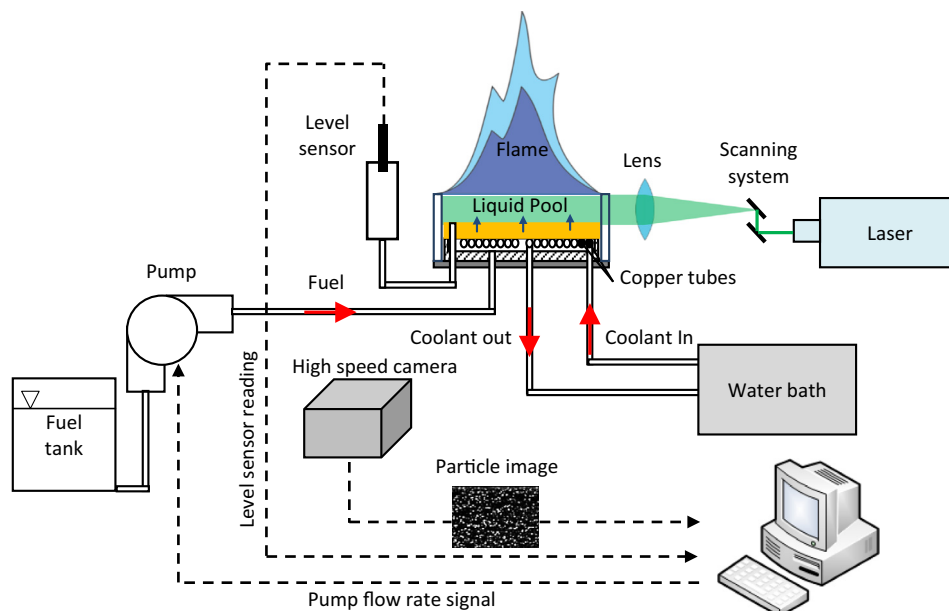 Level
sensor
Flame
Lens
Scanning
system
Liquid Pool
Laser
Pump
Fuel
Copper tubes
Coolant out
Coolant In
High speed camera
Water bath
Fuel
tank
Level sensor reading
Particle image
Pump flow rate signal